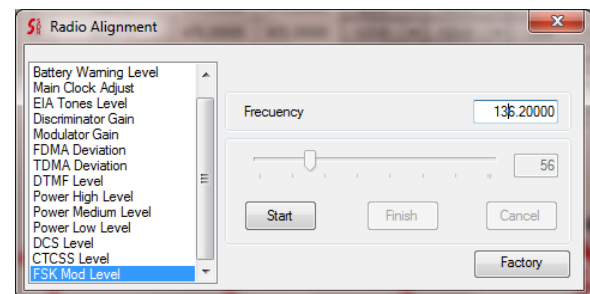 Radio Alignment
Battery Warning Level
Main Clock Adjust
EIA Tones Level
Discriminator Gain
Modulator Gain
FDMA Deviation
TDMA Deviation
DTMF Level
Power High Level
Power Medium Level
Power Low Level
DCS Level
CTCSS Level
FSK Mod Level
Frecuency
136.20000
56
Start
Finish
Cancel
Factory